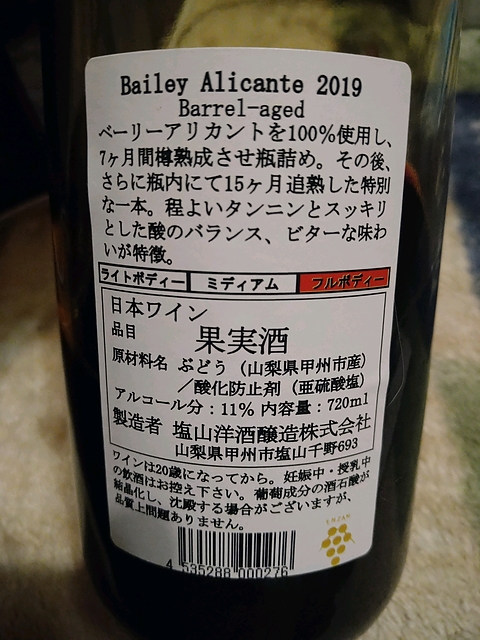 Bailey Alicante 2019
Barrel-aged
ベーリーアリカントを100%使用し、
7ヶ月間樽熟成させ瓶詰め。その後、
さらに瓶内にて15ヶ月追熟した特別
な一本。程よいタンニンとスッキリ
とした酸のバランス、ビターな味わ
いが特徴。
ライトボディー ミディアム フルボディー
日本ワイン
品目 果実酒
原材料名 ぶどう（山梨県甲州市産）
／酸化防止剤（亜硫酸塩）
アルコール分：11% 内容量：720ml
製造者 塩山洋酒醸造株式会社
山梨県甲州市塩山千野693
ワインは20歳になってから。妊娠中・授乳中
の飲酒はお控え下さい。葡萄成分の酒石酸が
結晶化し、沈殿する場合がございますが、
品質上問題ありません。
ENZAN
4 535288 000276